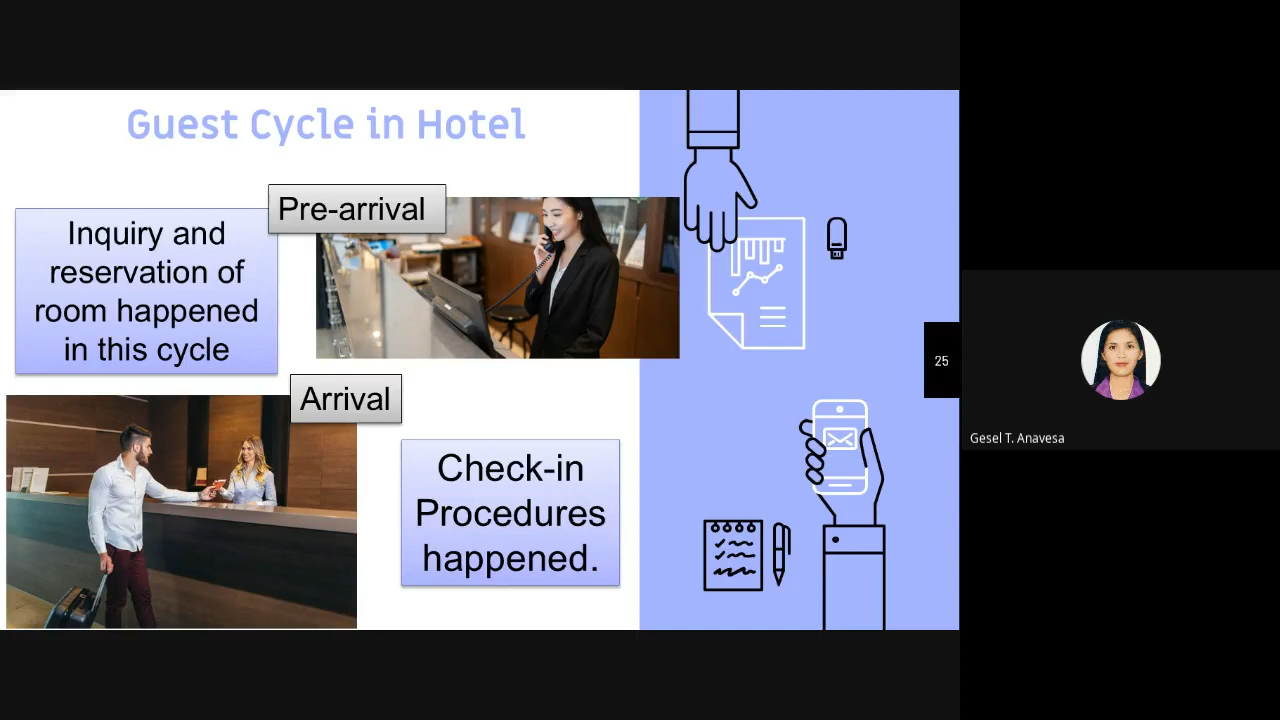 Guest Cycle in Hotel
Pre-arrival
Inquiry and
reservation of
room happened
in this cycle
Arrival
Check-in
Procedures
happened.
25
Gesel T. Anavesa